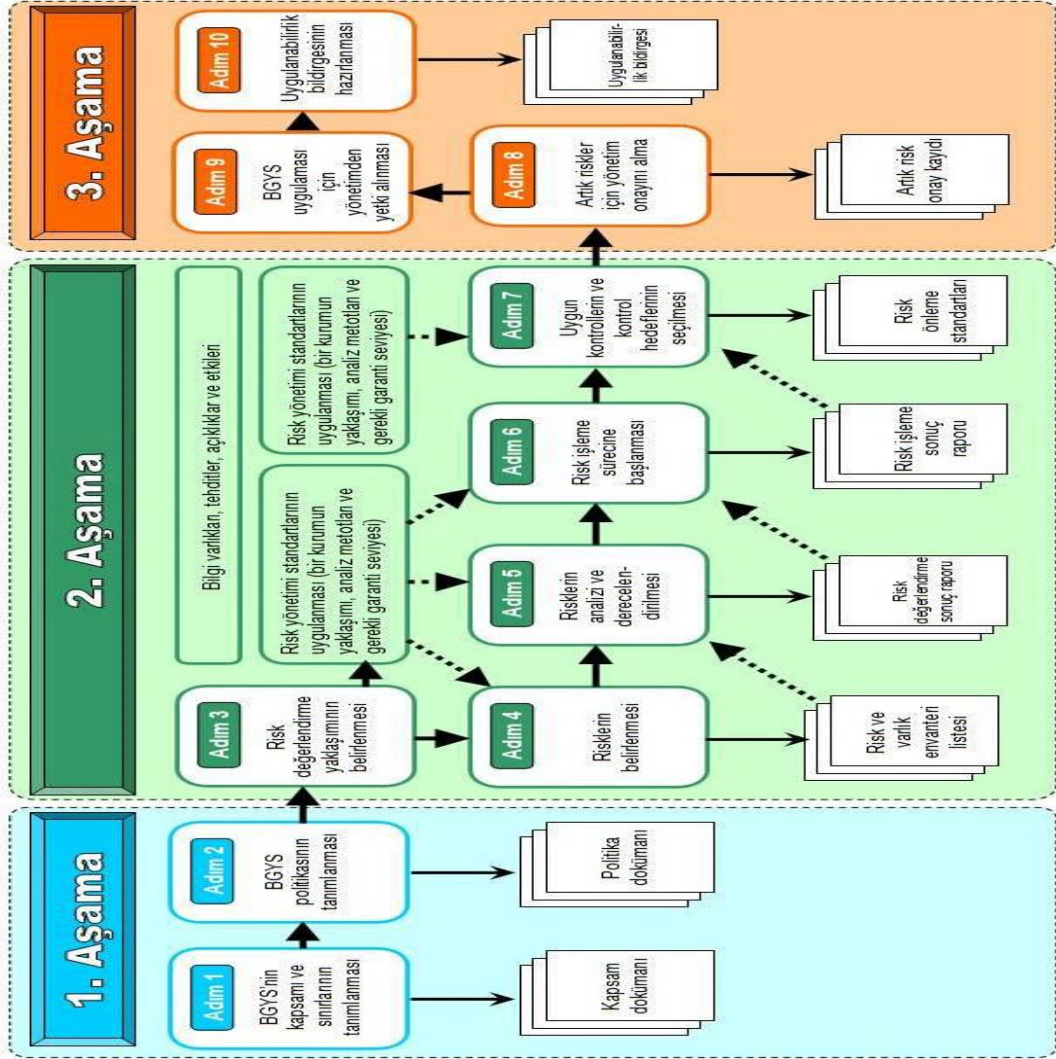 1. Aşama
Adım 1
BGYS'nin
kapsamı ve
sınırlarının
tanımlanması
Kapsam
dokümanı
Adım 2
BGYS
politikasının
tanımlanması
Politika
dokümanı
2. Aşama
Bilgi varlıkları, tehditler, açıklıklar ve etkileri
Adım 3
Risk
değerlendirme
yaklaşımının
belirlenmesi
Risk yönetimi standartlarının
uygulanması (bir kurumun
yaklaşımı, analiz metotları ve
gerekli garanti seviyesi)
Risk yönetimi standartlarının
uygulanması (bir kurumun
yaklaşımı, analiz metotları ve
gerekli garanti seviyesi)
Adım 4
Risklerin
belirlenmesi
Risk ve
varlık
envanteri
listesi
Adım 5
Risklerin
analizi ve
derecelen-
dirilmesi
Risk
değerlendirme
sonuç raporu
Adım 6
Risk işleme
sürecine
başlanması
Risk işleme
sonuç
raporu
Adım 7
Uygun
kontrollerin ve
kontrol
hedeflerinin
seçilmesi
Risk
önleme
standartları
3. Aşama
Adım 8
Artık riskler
için yönetim
onayını alma
Artık risk
onay kayıdı
Adım 9
BGYS
uygulaması
için
yönetimden
yetki alınması
Adım 10
Uygulanabilirlik
bildirgesinin
hazırlanması
Uygulanabilir-
lik bildirgesi